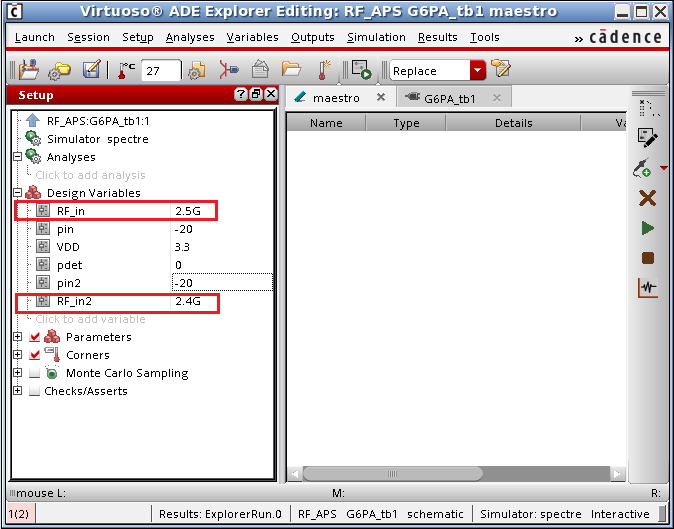 Virtuoso® ADE Explorer Editing: RF_APS G6PA_tb1 maestro
Launch Session Setup Analyses Variables Outputs Simulation Results Tools » cādence
°C 27 Replace
Setup
maestro G6PA_tb1
Name Type Details Va
RF_APS:G6PA_tb1:1
Simulator spectre
Analyses
Click to add analysis
Design Variables
RF_in 2.5G
pin -20
VDD 3.3
pdet 0
pin2 -20
RF_in2 2.4G
Click to add variable
Parameters
Corners
Monte Carlo Sampling
Checks/Asserts
mouse L: M: R:
1(2) Results: ExplorerRun.0 RF_APS G6PA_tb1 schematic Simulator: spectre Interactive